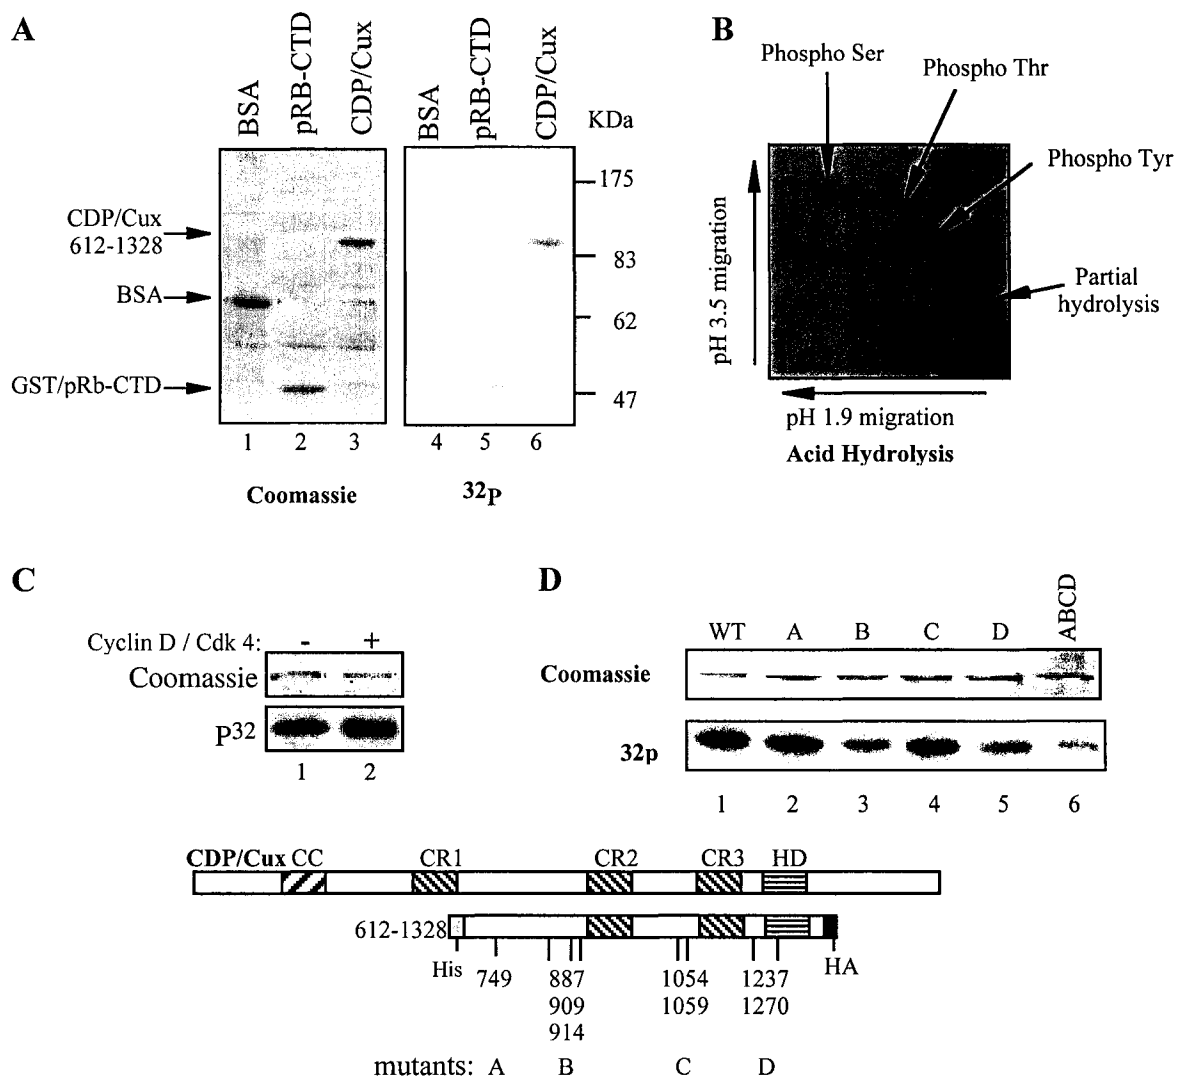 A
BSA
pRB-CTD
CDP/Cux
BSA
pRB-CTD
CDP/Cux
KDa
175
83
62
47
CDP/Cux
612-1328
BSA
GST/pRb-CTD
1 2 3 4 5 6
Coomassie
32P
B
Phospho Ser
Phospho Thr
Phospho Tyr
Partial
hydrolysis
pH 3.5 migration
pH 1.9 migration
Acid Hydrolysis
C
Cyclin D / Cdk 4: - +
Coomassie
P32
1 2
D
WT A B C D ABCD
Coomassie
32p
1 2 3 4 5 6
CDP/Cux CC CR1 CR2 CR3 HD
612-1328
His 749 887 1054 1237 HA
909 1059 1270
914
mutants: A B C D